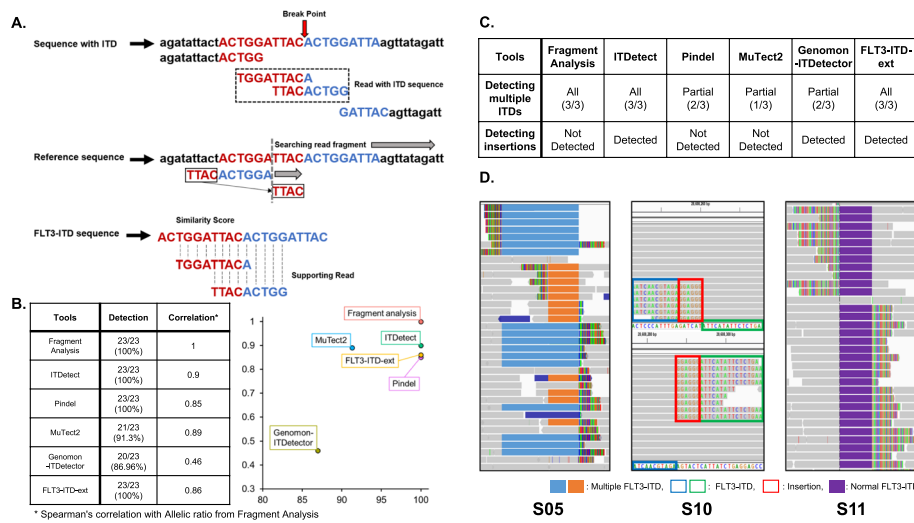 A.
Break Point
Sequence with ITD
agatattactACTGGATTACACTGGATTAagttatagatt
agatattactACTGG
TGGATTACA
Read with ITD sequence
TTACACTGG
GATTACagttagatt
Searching read fragment
Reference sequence
agatattactACTGGATTACACTGGATTAagttatagatt
TTACACTGGA
TTAC
Similarity Score
FLT3-ITD sequence
ACTGGATTACACTGGATTAC
TGGATTACA
Supporting Read
TTACACTGG
B.
Tools Detection Correlation*
Fragment Analysis 23/23 (100%) 1
ITDetect 23/23 (100%) 0.9
Pindel 23/23 (100%) 0.85
MuTect2 21/23 (91.3%) 0.89
Genomon -ITDetector 20/23 (86.96%) 0.46
FLT3-ITD-ext 23/23 (100%) 0.86
* Spearman's correlation with Allelic ratio from Fragment Analysis
1
0.9
0.8
0.7
0.6
0.5
0.4
0.3
80 85 90 95 100
Fragment analysis
MuTect2
ITDetect
FLT3-ITD-ext
Pindel
Genomon-
ITDetector
C.
Tools Fragment Analysis ITDetect Pindel MuTect2 Genomon -ITDetector FLT3-ITD-ext
Detecting multiple ITDs All (3/3) All (3/3) Partial (2/3) Partial (1/3) Partial (2/3) All (3/3)
Detecting insertions Not Detected Detected Not Detected Not Detected Detected Detected
D.
: Multiple FLT3-ITD, : FLT3-ITD, : Insertion, : Normal FLT3-ITD
S05 S10 S11